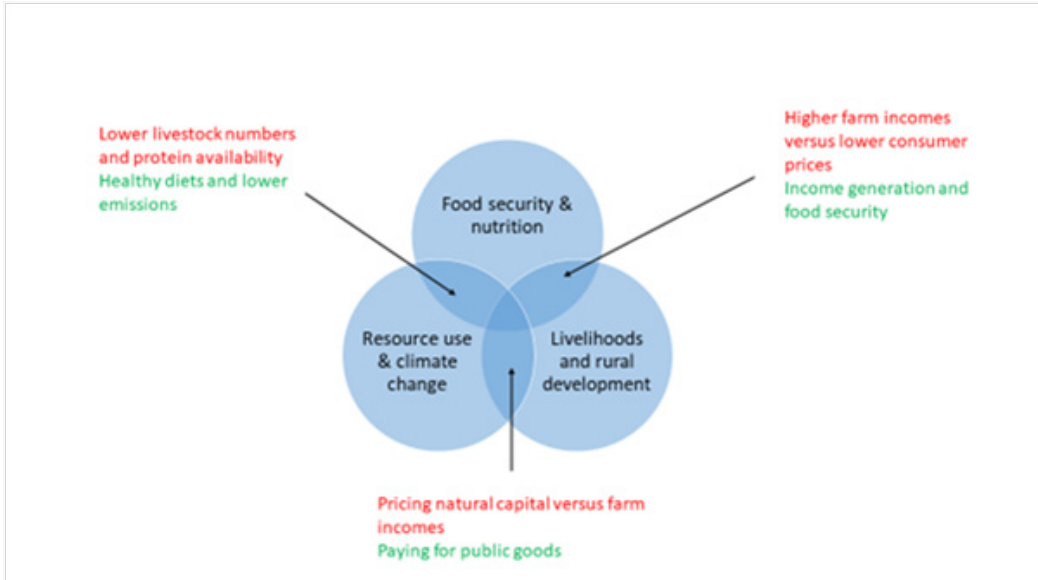 Lower livestock numbers
and protein availability
Healthy diets and lower
emissions
Higher farm incomes
versus lower consumer
prices
Income generation and
food security
Food security &
nutrition
Resource use
& climate
change
Livelihoods
and rural
development
Pricing natural capital versus farm
incomes
Paying for public goods